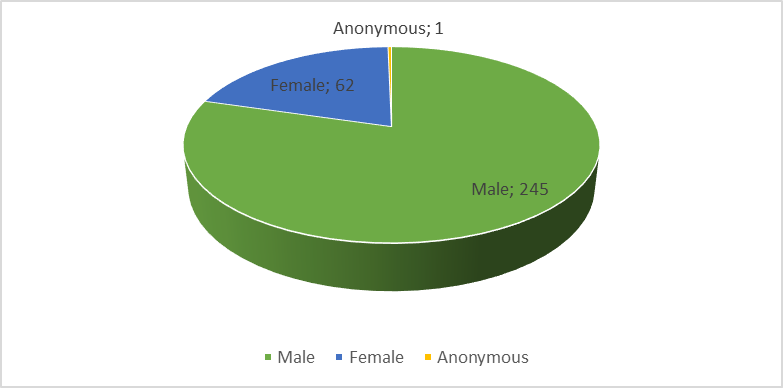 Anonymous; 1
Female; 62
Male; 245
Male Female Anonymous